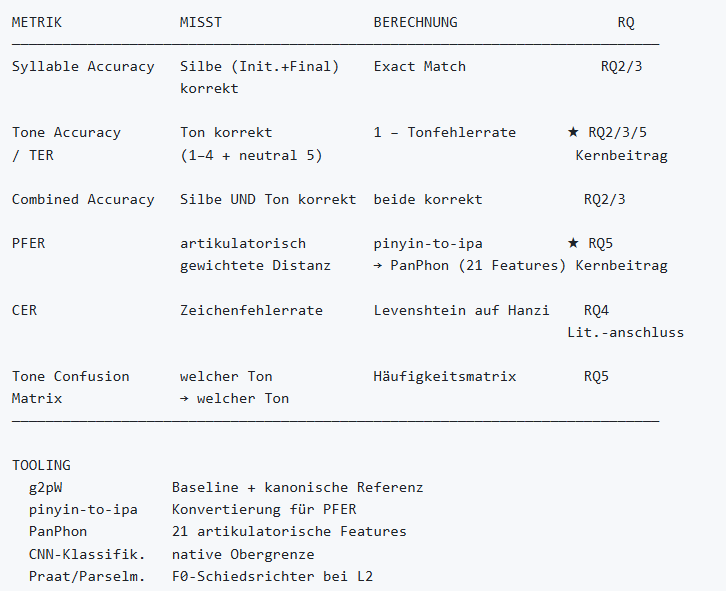 METRIK MISST BERECHNUNG RQ
Syllable Accuracy Silbe (Init.+Final) Exact Match RQ2/3
korrekt
Tone Accuracy Ton korrekt 1 – Tonfehlerrate ★ RQ2/3/5
/ TER (1–4 + neutral 5) Kernbeitrag
Combined Accuracy Silbe UND Ton korrekt beide korrekt RQ2/3
PFER artikulatorisch pinyin-to-ipa ★ RQ5
gewichtete Distanz → PanPhon (21 Features) Kernbeitrag
CER Zeichenfehlerrate Levenshtein auf Hanzi RQ4
Lit.-anschluss
Tone Confusion welcher Ton Häufigkeitsmatrix RQ5
Matrix → welcher Ton
TOOLING
g2pW Baseline + kanonische Referenz
pinyin-to-ipa Konvertierung für PFER
PanPhon 21 artikulatorische Features
CNN-Klassifik. native Obergrenze
Praat/Parselm. F0-Schiedsrichter bei L2